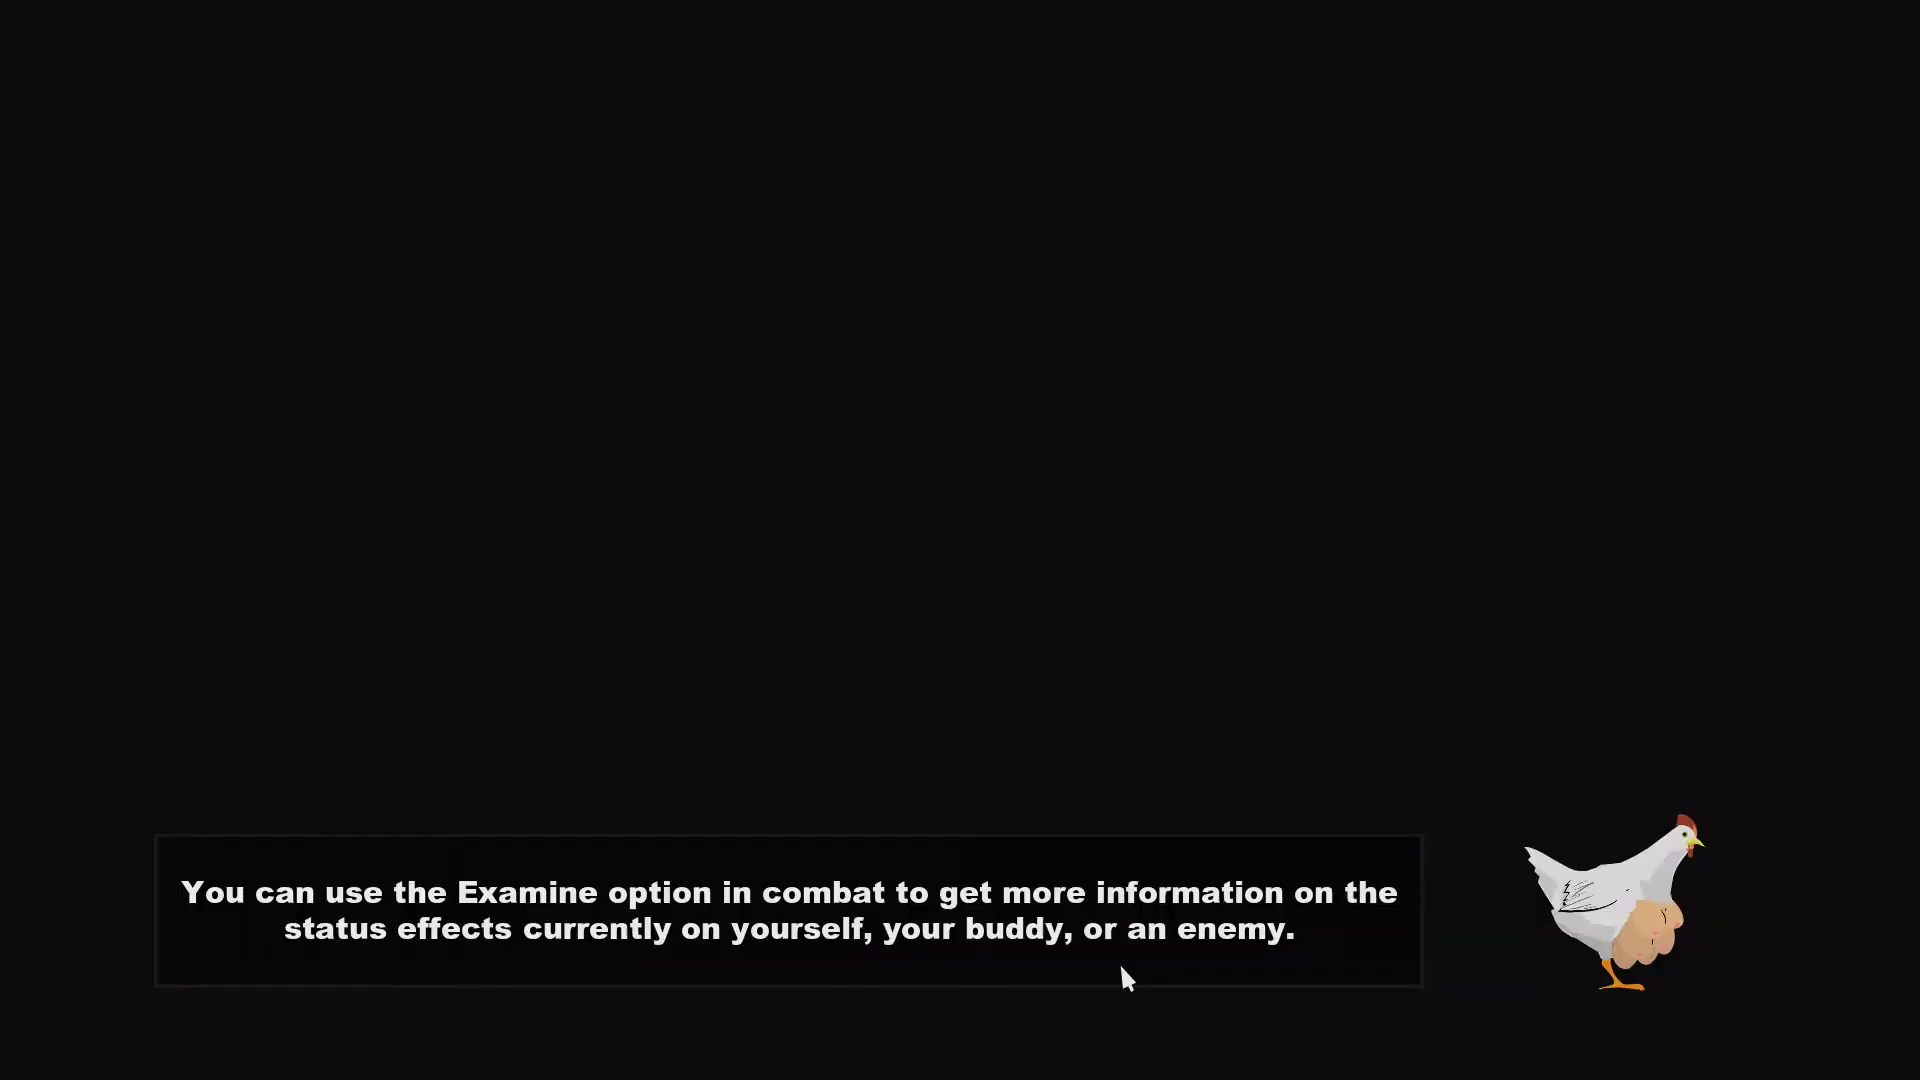 You can use the Examine option in combat to get more information on the
status effects currently on yourself, your buddy, or an enemy.